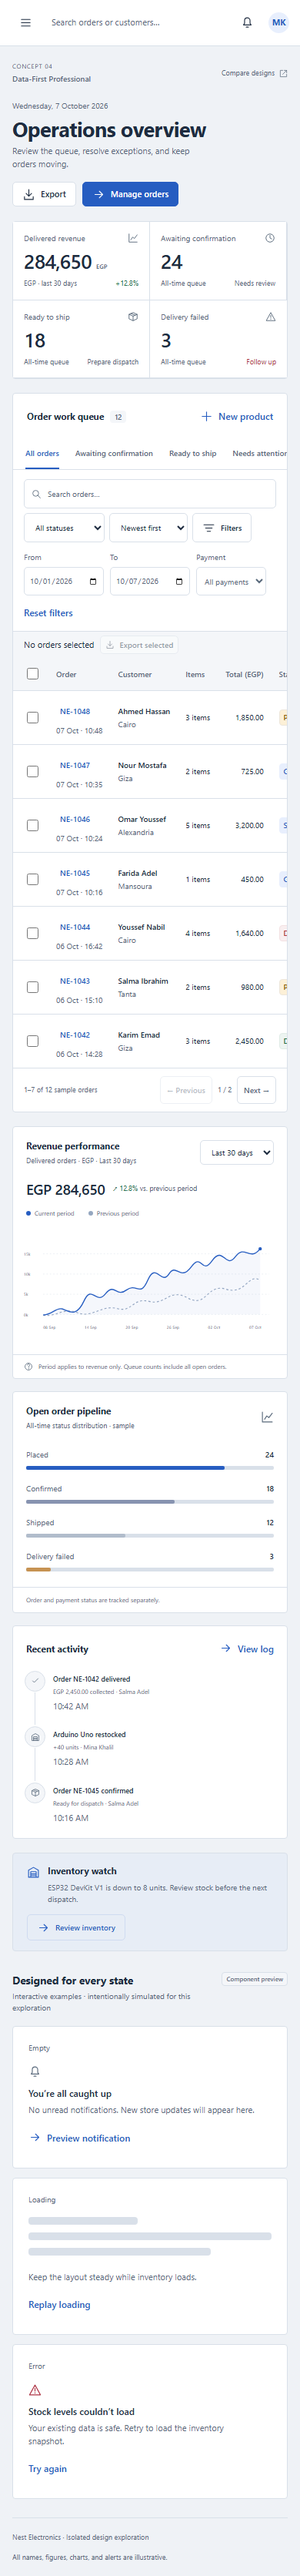 Search orders or customers...
MK
CONCEPT 04
Data-First Professional
Compare designs
Wednesday, 7 October 2026
Operations overview
Review the queue, resolve exceptions, and keep
orders moving.
Export
Manage orders
Delivered revenue
284,650 EGP
EGP · last 30 days
+12.8%
Awaiting confirmation
24
All-time queue
Needs review
Ready to ship
18
All-time queue
Prepare dispatch
Delivery failed
3
All-time queue
Follow up
Order work queue 12
New product
All orders
Awaiting confirmation
Ready to ship
Needs attention
Search orders...
All statuses
Newest first
Filters
From
To
Payment
10/01/2026
10/07/2026
All payments
Reset filters
No orders selected
Export selected
Order
Customer
Items
Total (EGP)
NE-1048
07 Oct · 10:48
Ahmed Hassan
Cairo
3 items
1,850.00
NE-1047
07 Oct · 10:35
Nour Mostafa
Giza
2 items
725.00
NE-1046
07 Oct · 10:24
Omar Youssef
Alexandria
5 items
3,200.00
NE-1045
07 Oct · 10:16
Farida Adel
Mansoura
1 items
450.00
NE-1044
06 Oct · 16:42
Youssef Nabil
Cairo
4 items
1,640.00
NE-1043
06 Oct · 15:10
Salma Ibrahim
Tanta
2 items
980.00
NE-1042
06 Oct · 14:28
Karim Emad
Giza
3 items
2,450.00
1–7 of 12 sample orders
← Previous
1 / 2
Next →
Revenue performance
Delivered orders · EGP · Last 30 days
Last 30 days
EGP 284,650
↗ 12.8% vs. previous period
Current period
Previous period
14 Sep
02 Oct
07 Oct
Period applies to revenue only. Queue counts include all open orders.
Open order pipeline
All-time status distribution · sample
Placed
24
Confirmed
18
Shipped
12
Delivery failed
3
Order and payment status are tracked separately.
Recent activity
View log
Order NE-1042 delivered
EGP 2,450.00 collected · Salma Adel
10:42 AM
Arduino Uno restocked
+40 units · Mina Khalil
10:28 AM
Order NE-1045 confirmed
Ready for dispatch · Salma Adel
10:16 AM
Inventory watch
ESP32 DevKit V1 is down to 8 units. Review stock before the next
dispatch.
Review inventory
Designed for every state
Component preview
Interactive examples · intentionally simulated for this
exploration
Empty
You're all caught up
No unread notifications. New store updates will appear here.
Preview notification
Loading
Keep the layout steady while inventory loads.
Replay loading
Error
Stock levels couldn't load
Your existing data is safe. Retry to load the inventory
snapshot.
Try again
Nest Electronics · Isolated design exploration
All names, figures, charts, and alerts are illustrative.